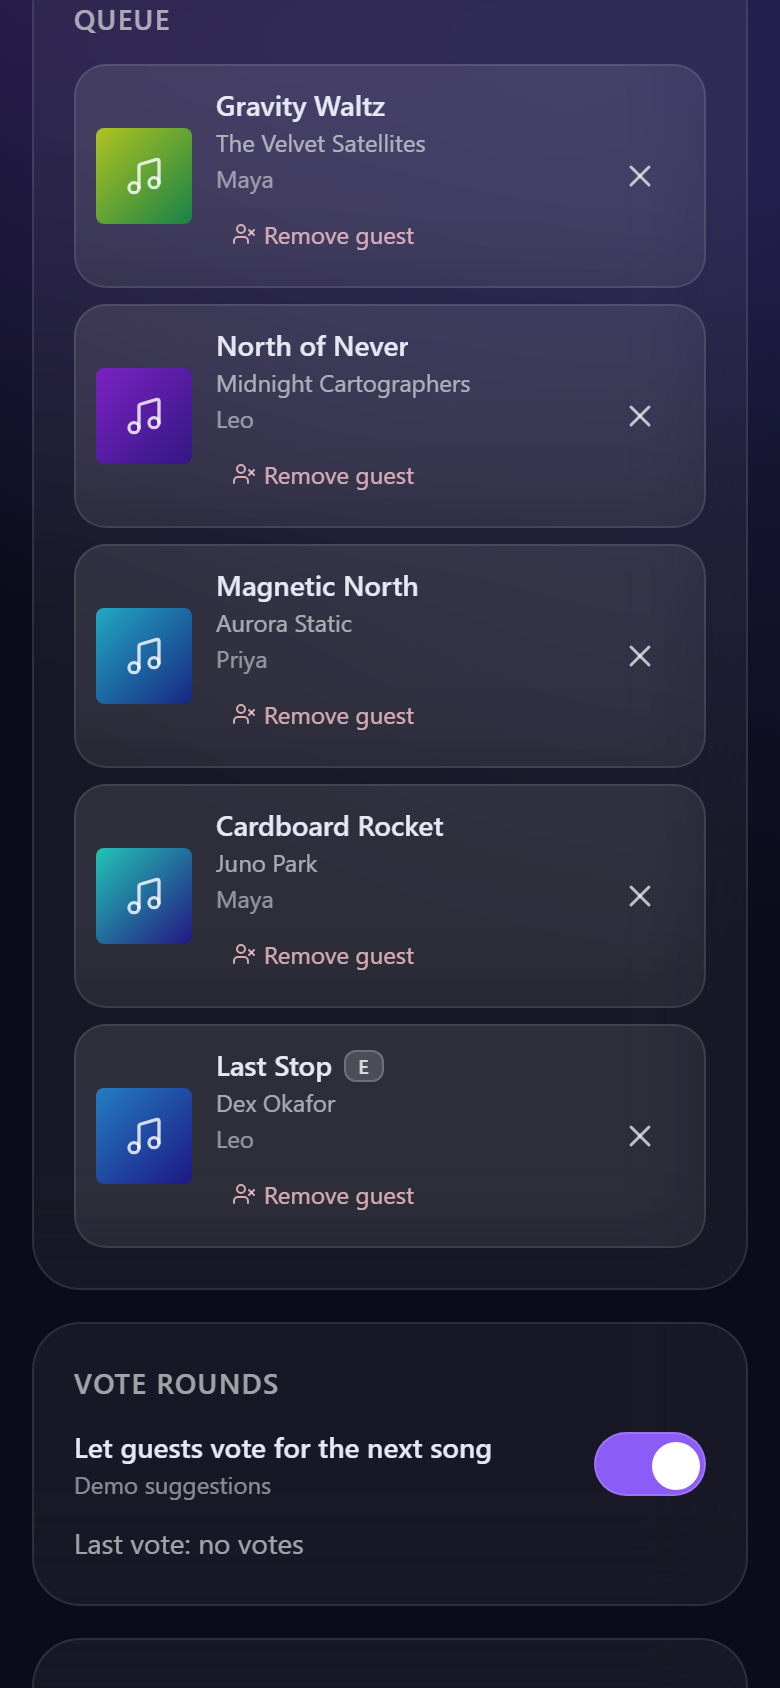 QUEUE
Gravity Waltz
The Velvet Satellites
Maya
Remove guest
North of Never
Midnight Cartographers
Leo
Remove guest
Magnetic North
Aurora Static
Priya
Remove guest
Cardboard Rocket
Juno Park
Maya
Remove guest
Last Stop E
Dex Okafor
Leo
Remove guest
VOTE ROUNDS
Let guests vote for the next song
Demo suggestions
Last vote: no votes